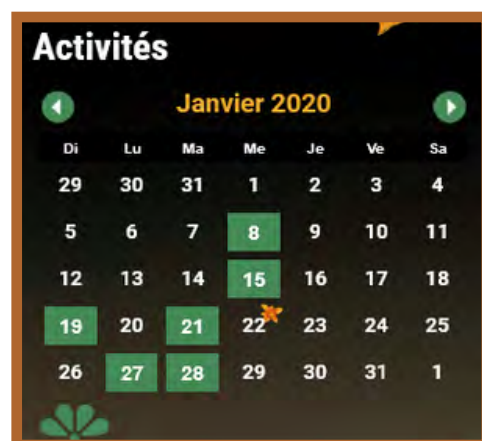 Activités
Janvier 2020
Di Lu Ma Me Je Ve Sa
29 30 31 1 2 3 4
5 6 7 8 9 10 11
12 13 14 15 16 17 18
19 20 21 22 23 24 25
26 27 28 29 30 31 1